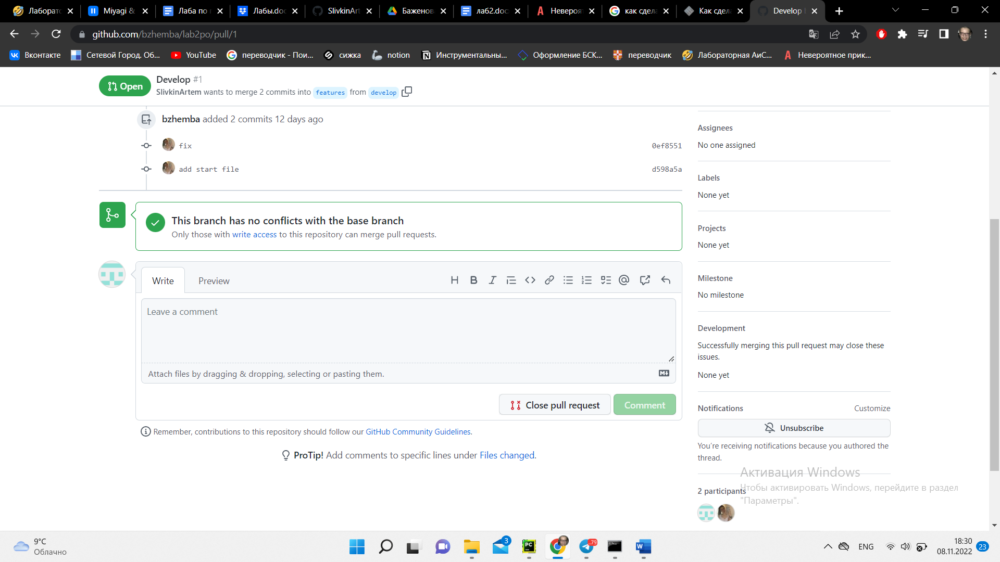 Лаборато
Miyagi &
Лаба по
Лабы.doc
SlivkinArt
Баженов
лаб2.doc
Невероят
как сдела
Как сдел
Develop
github.com/bzhemba/lab2po/pull/1
Вконтакте
Сетевой Город. Об...
YouTube
переводчик - Пои...
сижка
notion
Инструментальны...
Оформление БСК...
переводчик
Лабораторная АиС...
Невероятное прик...
Open
Develop #1
SlivkinArtem wants to merge 2 commits into features from develop
bzhemba added 2 commits 12 days ago
fix
0ef8551
add start file
d598a5a
This branch has no conflicts with the base branch
Only those with write access to this repository can merge pull requests.
Write
Preview
Leave a comment
Attach files by dragging & dropping, selecting or pasting them.
Close pull request
Comment
Remember, contributions to this repository should follow our GitHub Community Guidelines.
ProTip! Add comments to specific lines under Files changed.
Assignees
No one assigned
Labels
None yet
Projects
None yet
Milestone
No milestone
Development
Successfully merging this pull request may close these
issues.
None yet
Notifications
Customize
Unsubscribe
You're receiving notifications because you authored the
thread.
2 participants
Активация Windows
Чтобы активировать Windows, перейдите в раздел
"Параметры".
9°C
Облачно
3
PC
..79
W
ENG
18:30
08.11.2022
23